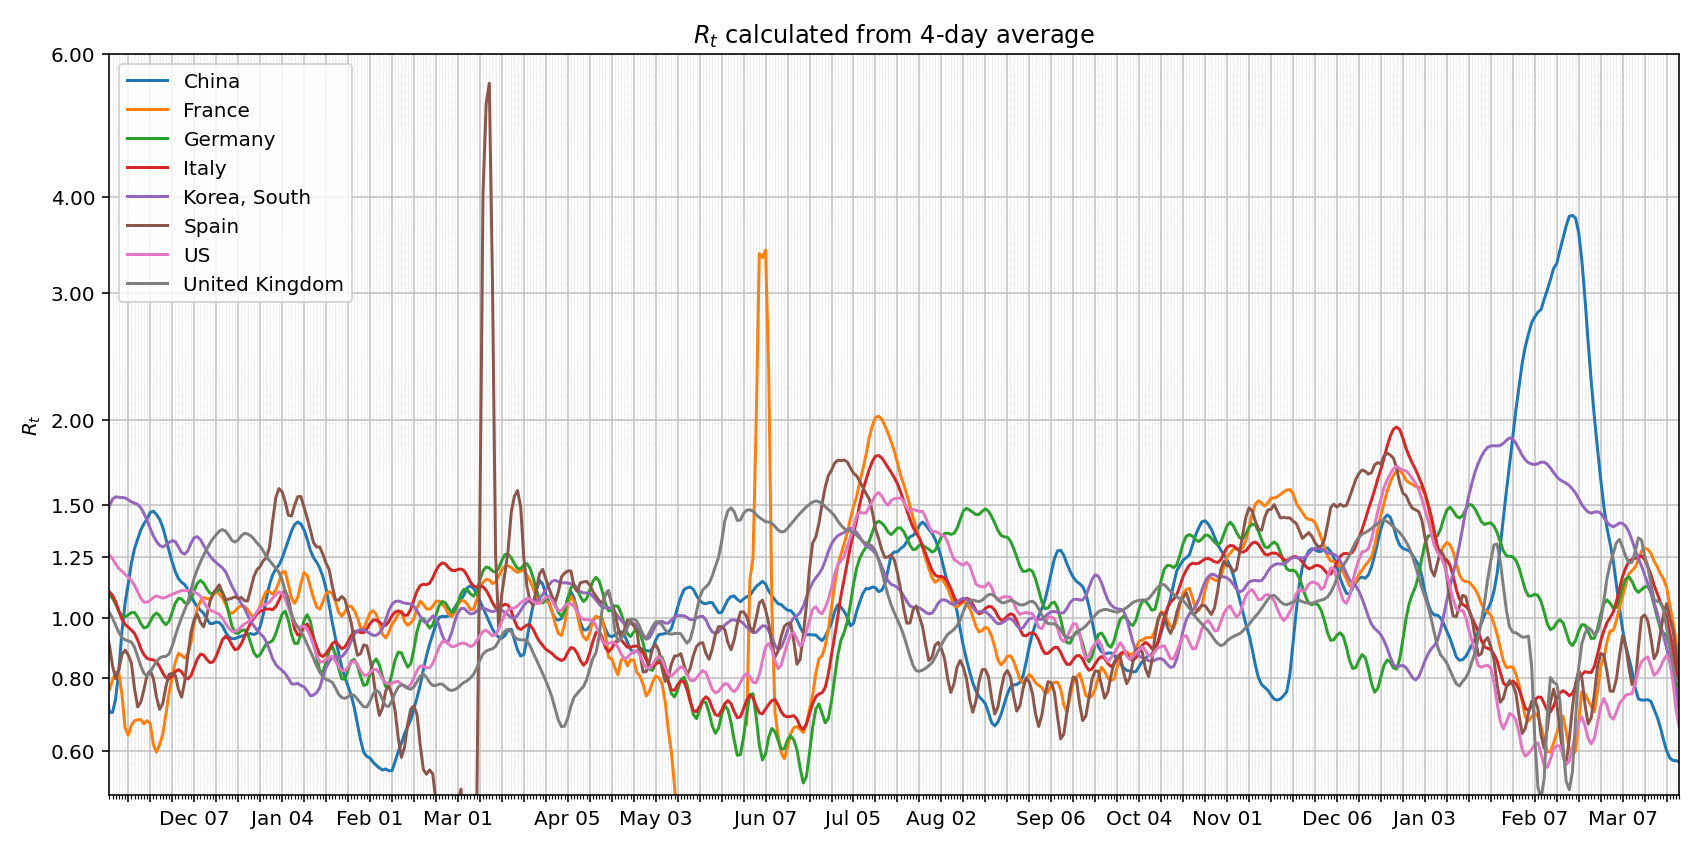 Rt calculated from 4-day average
6.00
4.00
3.00
2.00
1.50
1.25
1.00
0.80
0.60
Rt
China
France
Germany
Italy
Korea, South
Spain
US
United Kingdom
Dec 07 Jan 04 Feb 01 Mar 01 Apr 05 May 03 Jun 07 Jul 05 Aug 02 Sep 06 Oct 04 Nov 01 Dec 06 Jan 03 Feb 07 Mar 07